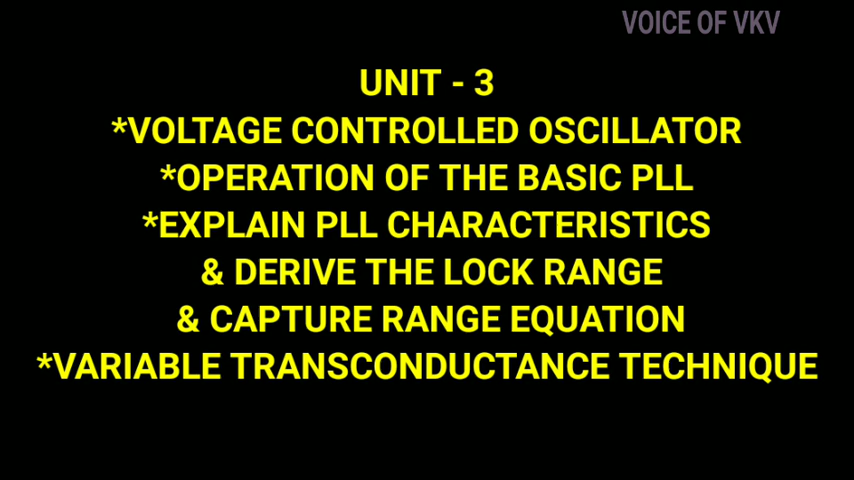 VOICE OF VKV
UNIT - 3
*VOLTAGE CONTROLLED OSCILLATOR
*OPERATION OF THE BASIC PLL
*EXPLAIN PLL CHARACTERISTICS
& DERIVE THE LOCK RANGE
& CAPTURE RANGE EQUATION
*VARIABLE TRANSCONDUCTANCE TECHNIQUE